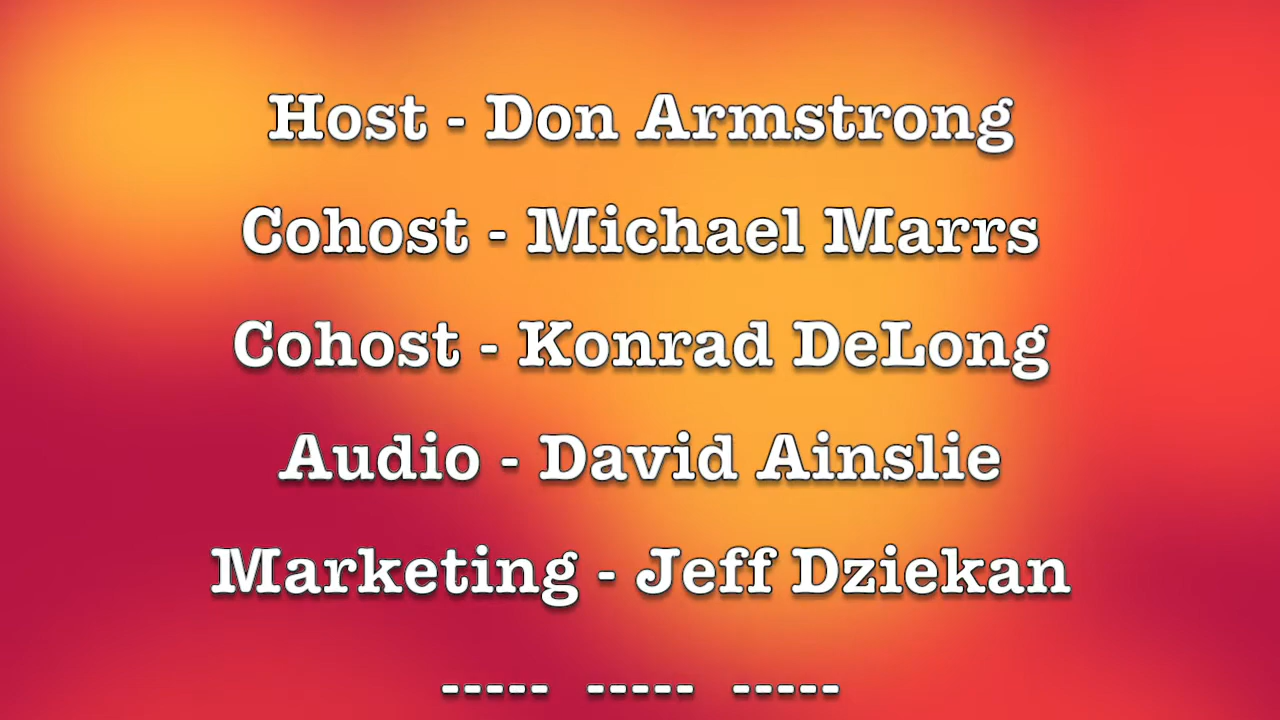 Host - Don Armstrong
Cohost - Michael Marrs
Cohost - Konrad DeLong
Audio - David Ainslie
Marketing - Jeff Dziekan
----- ----- -----